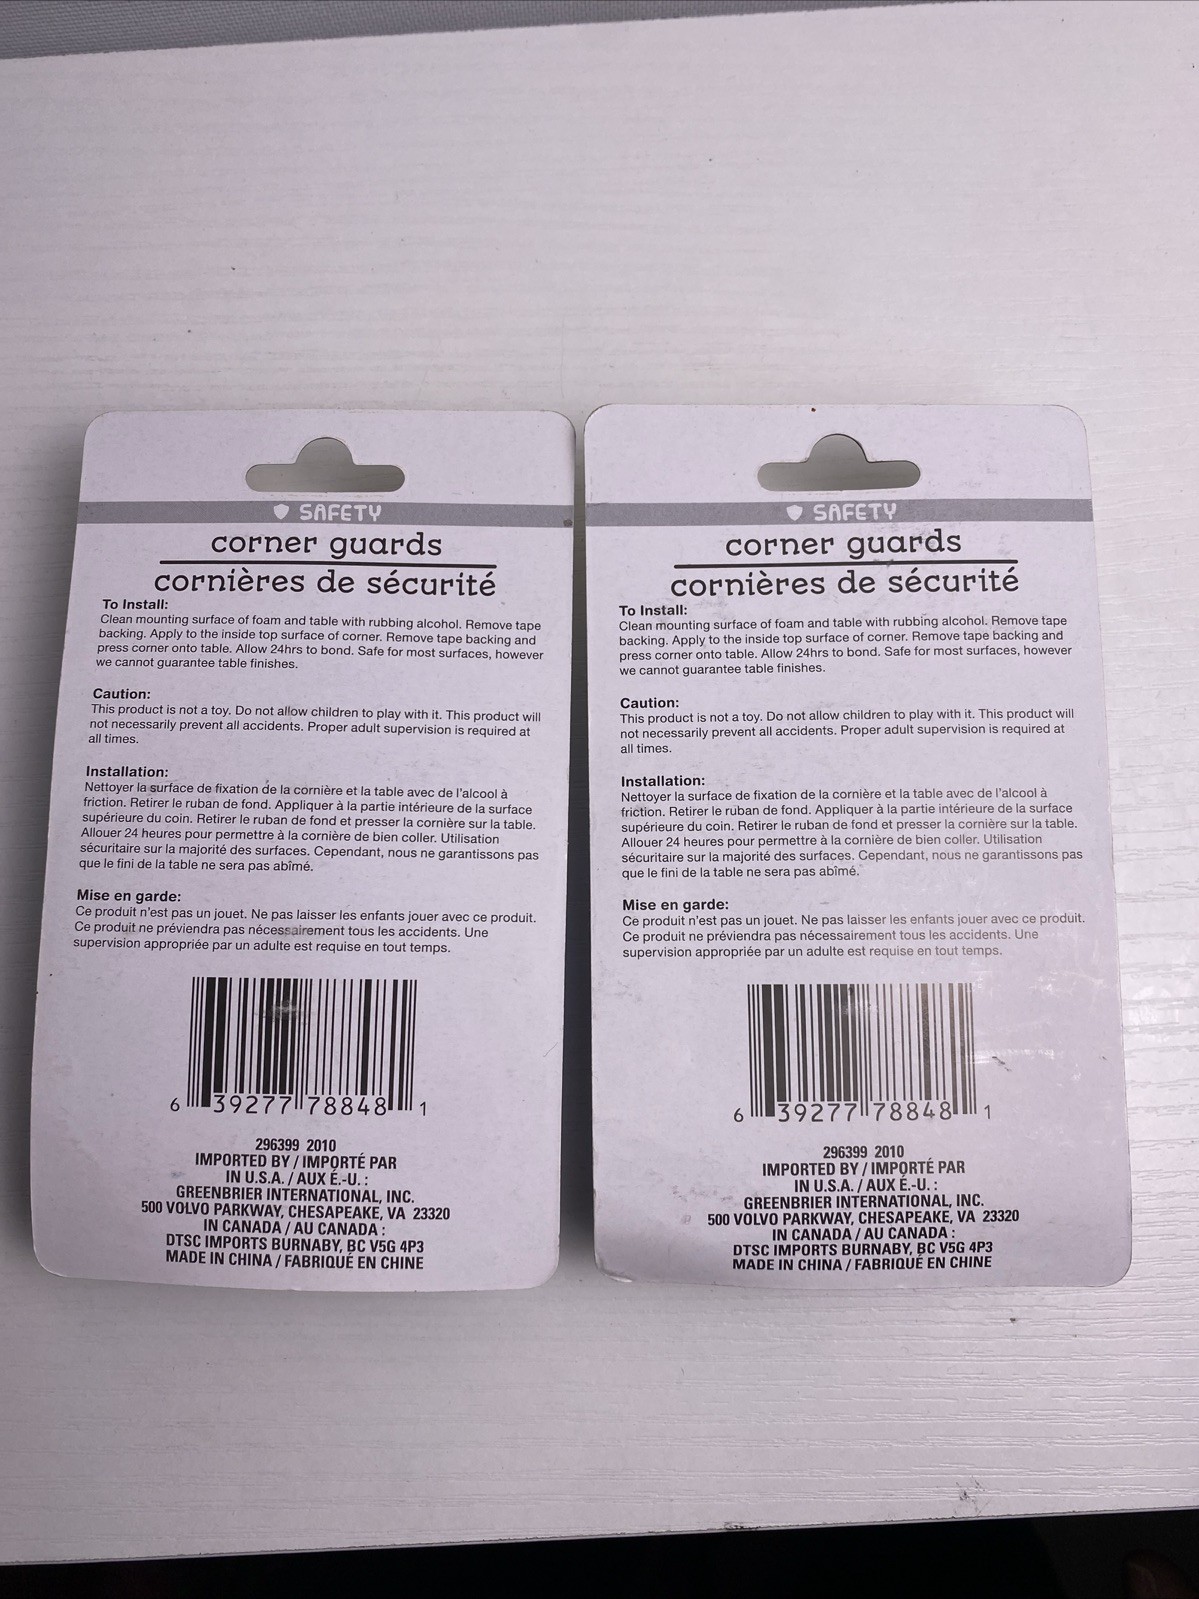 SAFETY
corner guards
cornières de sécurité
To Install:
Clean mounting surface of foam and table with rubbing alcohol. Remove tape
backing. Apply to the inside top surface of corner. Remove tape backing and
press corner onto table. Allow 24hrs to bond. Safe for most surfaces, however
we cannot guarantee table finishes.
Caution:
This product is not a toy. Do not allow children to play with it. This product will
not necessarily prevent all accidents. Proper adult supervision is required at
all times.
Installation:
Nettoyer la surface de fixation de la cornière et la table avec de l'alcool à
friction. Retirer le ruban de fond. Appliquer à la partie intérieure de la surface
supérieure du coin. Retirer le ruban de fond et presser la cornière sur la table.
Allouer 24 heures pour permettre à la cornière de bien coller. Utilisation
sécuritaire sur la majorité des surfaces. Cependant, nous ne garantissons pas
que le fini de la table ne sera pas abîmé.
Mise en garde:
Ce produit n'est pas un jouet. Ne pas laisser les enfants jouer avec ce produit.
Ce produit ne préviendra pas nécessairement tous les accidents. Une
supervision appropriée par un adulte est requise en tout temps.
6 39277 78848 1
296399 2010
IMPORTED BY / IMPORTÉ PAR
IN U.S.A. / AUX É.-U. :
GREENBRIER INTERNATIONAL, INC.
500 VOLVO PARKWAY, CHESAPEAKE, VA 23320
IN CANADA / AU CANADA :
DTSC IMPORTS BURNABY, BC V5G 4P3
MADE IN CHINA / FABRIQUÉ EN CHINE
SAFETY
corner guards
cornières de sécurité
To Install:
Clean mounting surface of foam and table with rubbing alcohol. Remove tape
backing. Apply to the inside top surface of corner. Remove tape backing and
press corner onto table. Allow 24hrs to bond. Safe for most surfaces, however
we cannot guarantee table finishes.
Caution:
This product is not a toy. Do not allow children to play with it. This product will
not necessarily prevent all accidents. Proper adult supervision is required at
all times.
Installation:
Nettoyer la surface de fixation de la cornière et la table avec de l'alcool à
friction. Retirer le ruban de fond. Appliquer à la partie intérieure de la surface
supérieure du coin. Retirer le ruban de fond et presser la cornière sur la table.
Allouer 24 heures pour permettre à la cornière de bien coller. Utilisation
sécuritaire sur la majorité des surfaces. Cependant, nous ne garantissons pas
que le fini de la table ne sera pas abîmé.
Mise en garde:
Ce produit n'est pas un jouet. Ne pas laisser les enfants jouer avec ce produit.
Ce produit ne préviendra pas nécessairement tous les accidents. Une
supervision appropriée par un adulte est requise en tout temps.
6 39277 78848 1
296399 2010
IMPORTED BY / IMPORTÉ PAR
IN U.S.A. / AUX É.-U. :
GREENBRIER INTERNATIONAL, INC.
500 VOLVO PARKWAY, CHESAPEAKE, VA 23320
IN CANADA / AU CANADA :
DTSC IMPORTS BURNABY, BC V5G 4P3
MADE IN CHINA / FABRIQUÉ EN CHINE